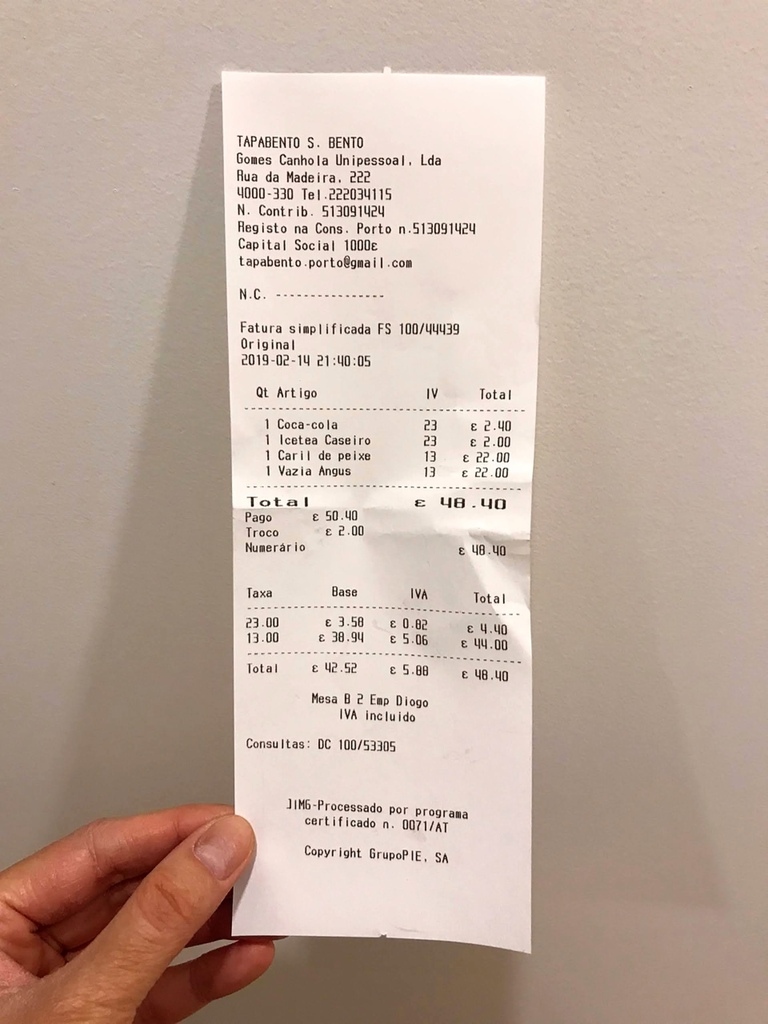 TAPABENTO S. BENTO
Gomes Canhola Unipessoal, Lda
Rua da Madeira, 222
4000-330 Tel.222034115
N. Contrib. 513091424
Registo na Cons. Porto n.513091424
Capital Social 1000€
tapabento.porto@gmail.com
N.C. ---------------
Fatura simplificada FS 100/44439
Original
2019-02-14 21:40:05
Qt Artigo IV Total
1 Coca-cola 23 € 2.40
1 Icetea Caseiro 23 € 2.00
1 Caril de peixe 13 € 22.00
1 Vazia Angus 13 € 22.00
Total € 48.40
Pago € 50.40
Troco € 2.00
Numerário € 48.40
Taxa Base IVA Total
23.00 € 3.58 € 0.82 € 4.40
13.00 € 38.94 € 5.06 € 44.00
Total € 42.52 € 5.88 € 48.40
Mesa B 2 Emp Diogo
IVA incluido
Consultas: DC 100/53305
JIMG-Processado por programa
certificado n. 0071/AT
Copyright GrupoPIE, SA